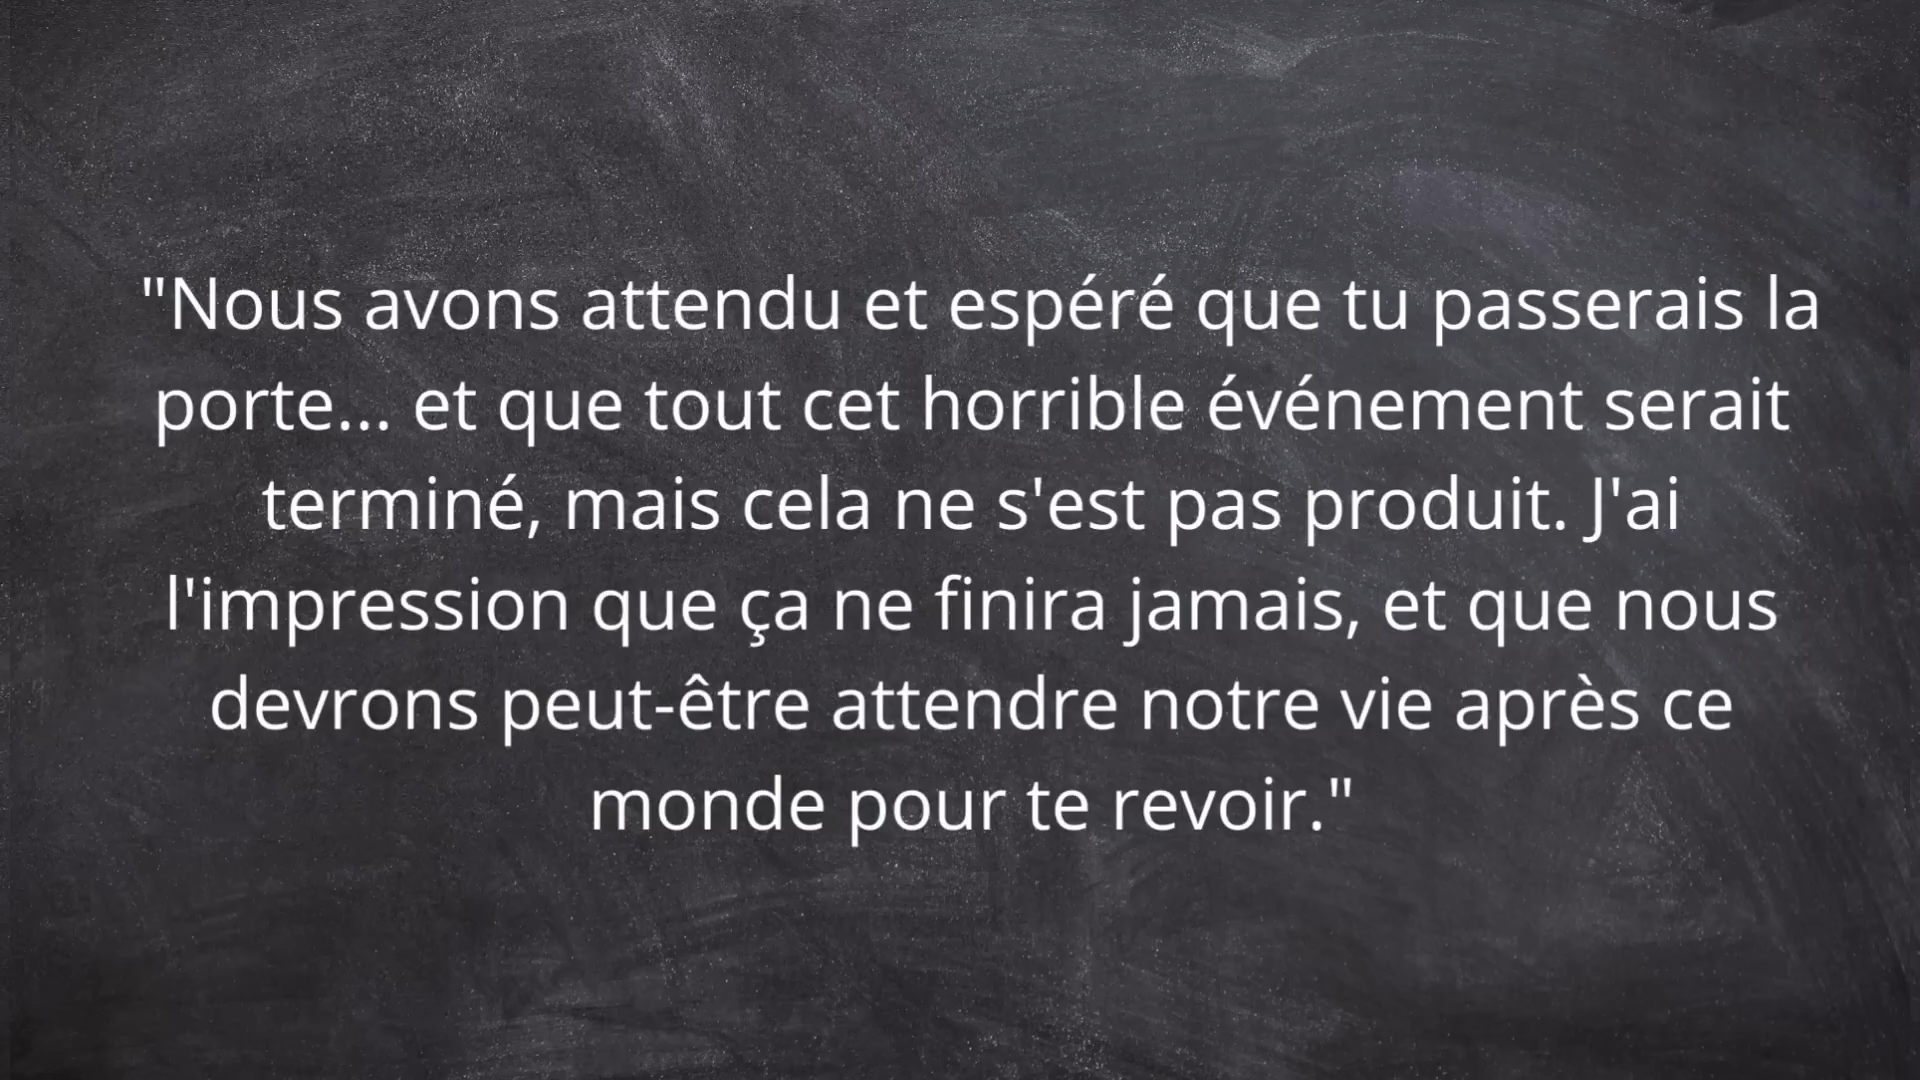 "Nous avons attendu et espéré que tu passerais la
porte... et que tout cet horrible événement serait
terminé, mais cela ne s'est pas produit. J'ai
l'impression que ça ne finira jamais, et que nous
devrons peut-être attendre notre vie après ce
monde pour te revoir."